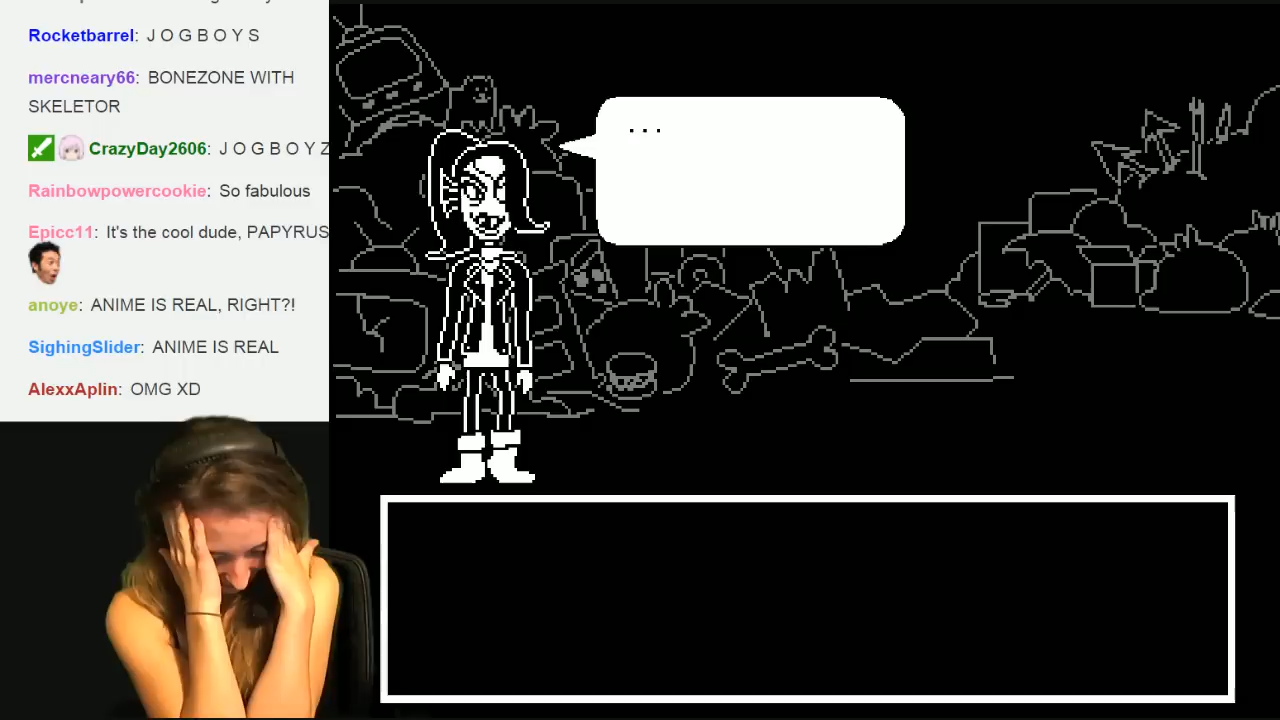 Rocketbarrel: J O G B O Y S
mercneary66: BONEZONE WITH
SKELETOR
CrazyDay2606: J O G B O Y Z
Rainbowpowercookie: So fabulous
Epicc11: It's the cool dude, PAPYRUS
anoye: ANIME IS REAL, RIGHT?!
SighingSlider: ANIME IS REAL
AlexxAplin: OMG XD
...